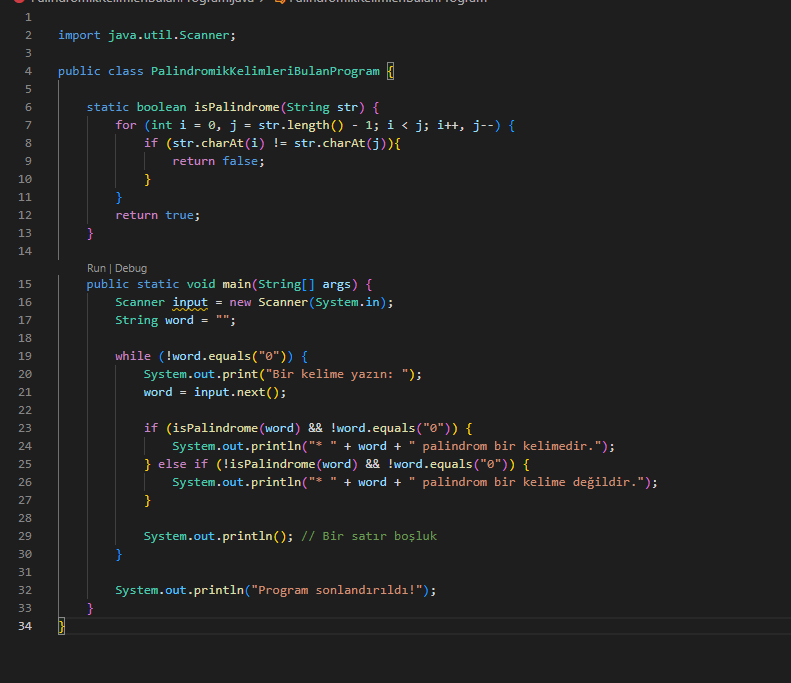 PalindromikKelimleriBulanProgram.java > PalindromikKelimleriBulanProgram
1
2 import java.util.Scanner;
3
4 public class PalindromikKelimleriBulanProgram {
5
6 static boolean isPalindrome(String str) {
7 for (int i = 0, j = str.length() - 1; i < j; i++, j--) {
8 if (str.charAt(i) != str.charAt(j)){
9 return false;
10 }
11 }
12 return true;
13 }
14
Run | Debug
15 public static void main(String[] args) {
16 Scanner input = new Scanner(System.in);
17 String word = "";
18
19 while (!word.equals("0")) {
20 System.out.print("Bir kelime yazın: ");
21 word = input.next();
22
23 if (isPalindrome(word) && !word.equals("0")) {
24 System.out.println("* " + word + " palindrom bir kelimedir.");
25 } else if (!isPalindrome(word) && !word.equals("0")) {
26 System.out.println("* " + word + " palindrom bir kelime değildir.");
27 }
28
29 System.out.println(); // Bir satır boşluk
30 }
31
32 System.out.println("Program sonlandırıldı!");
33 }
34 }